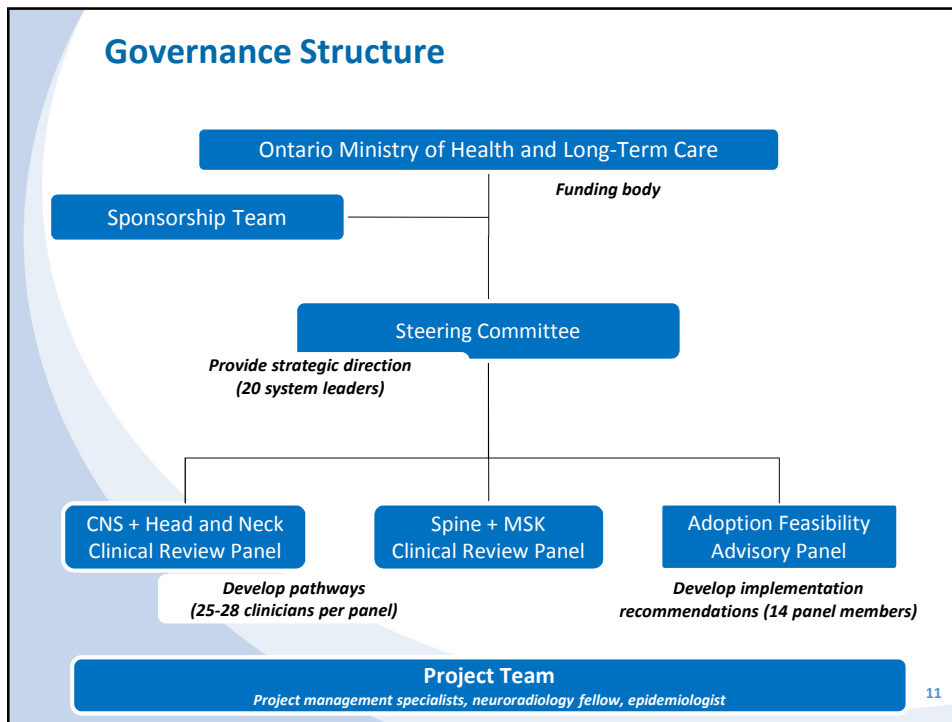 Governance Structure
Ontario Ministry of Health and Long-Term Care
Funding body
Sponsorship Team
Steering Committee
Provide strategic direction
(20 system leaders)
CNS + Head and Neck
Clinical Review Panel
Spine + MSK
Clinical Review Panel
Adoption Feasibility
Advisory Panel
Develop pathways
(25-28 clinicians per panel)
Develop implementation
recommendations (14 panel members)
Project Team
Project management specialists, neuroradiology fellow, epidemiologist
11